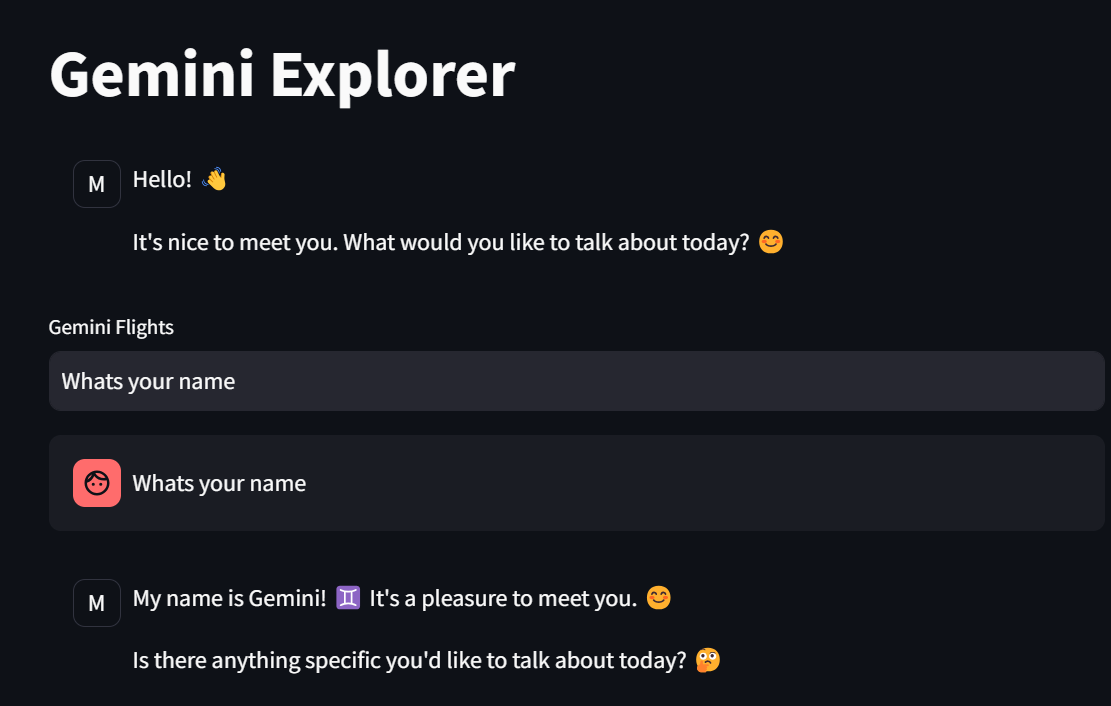 Gemini Explorer
M
Hello! 👋
It's nice to meet you. What would you like to talk about today? 😊
Gemini Flights
Whats your name
Whats your name
M
My name is Gemini! ♊ It's a pleasure to meet you. 😊
Is there anything specific you'd like to talk about today? 🤔